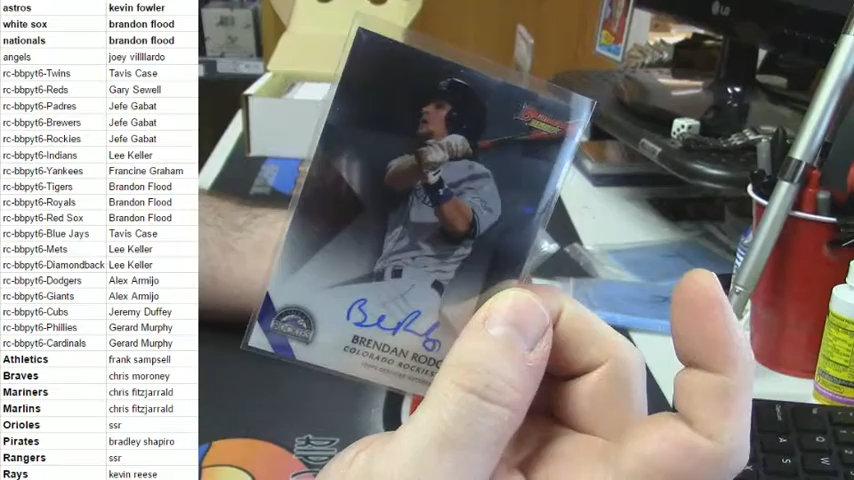 astros kevin fowler
white sox brandon flood
nationals brandon flood
angels joey villllardo
rc-bbpyt6-Twins Tavis Case
rc-bbpyt6-Reds Gary Sewell
rc-bbpyt6-Padres Jefe Gabat
rc-bbpyt6-Brewers Jefe Gabat
rc-bbpyt6-Rockies Jefe Gabat
rc-bbpyt6-Indians Lee Keller
rc-bbpyt6-Yankees Francine Graham
rc-bbpyt6-Tigers Brandon Flood
rc-bbpyt6-Royals Brandon Flood
rc-bbpyt6-Red Sox Brandon Flood
rc-bbpyt6-Blue Jays Tavis Case
rc-bbpyt6-Mets Lee Keller
rc-bbpyt6-Diamondback Lee Keller
rc-bbpyt6-Dodgers Alex Armijo
rc-bbpyt6-Giants Alex Armijo
rc-bbpyt6-Cubs Jeremy Duffey
rc-bbpyt6-Phillies Gerard Murphy
rc-bbpyt6-Cardinals Gerard Murphy
Athletics frank sampsell
Braves chris moroney
Mariners chris fitzjarrald
Marlins chris fitzjarrald
Orioles ssr
Pirates bradley shapiro
Rangers ssr
Rays kevin reese
LG
BRENDAN RODG
COLORADO ROCKIES